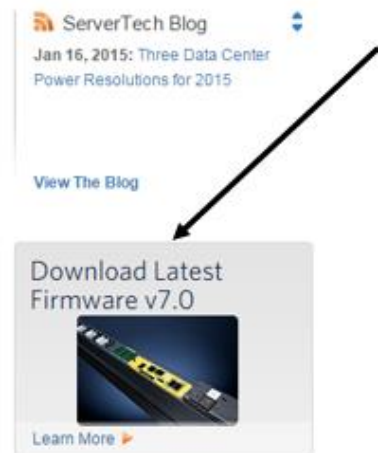 ServerTech Blog
Jan 16, 2015: Three Data Center
Power Resolutions for 2015
View The Blog
Download Latest
Firmware v7.0
Learn More